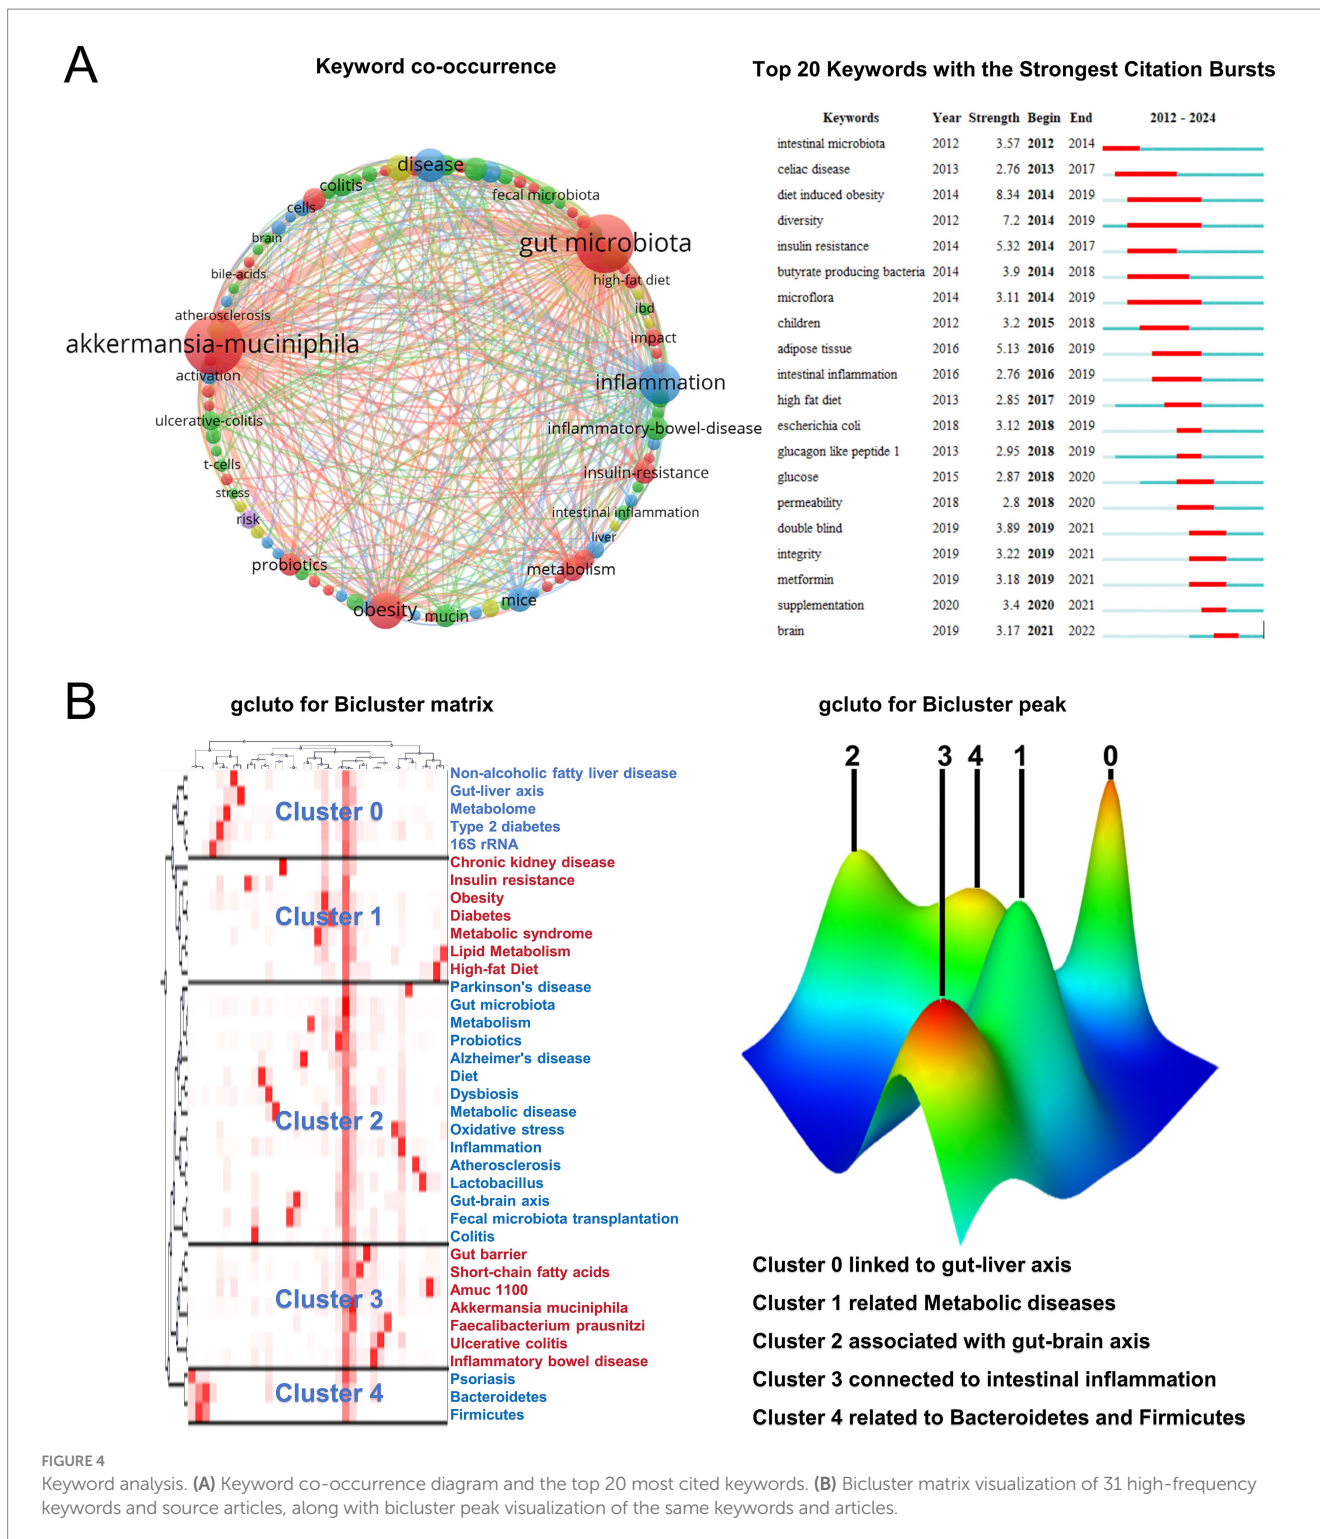 A
Keyword co-occurrence
disease
colitis
fecal microbiota
cells
gut microbiota
brain
bile-acids
high-fat diet
ibd
atherosclerosis
impact
akkermansia-muciniphila
activation
inflammation
ulcerative-colitis
inflammatory-bowel-disease
t-cells
insulin-resistance
stress
intestinal inflammation
risk
liver
probiotics
metabolism
mice
obesity
mucin
Top 20 Keywords with the Strongest Citation Bursts
Keywords Year Strength Begin End 2012 - 2024
intestinal microbiota 2012 3.57 2012 2014
celiac disease 2013 2.76 2013 2017
diet induced obesity 2014 8.34 2014 2019
diversity 2012 7.2 2014 2019
insulin resistance 2014 5.32 2014 2017
butyrate producing bacteria 2014 3.9 2014 2018
microflora 2014 3.11 2014 2019
children 2012 3.2 2015 2018
adipose tissue 2016 5.13 2016 2019
intestinal inflammation 2016 2.76 2016 2019
high fat diet 2013 2.85 2017 2019
escherichia coli 2018 3.12 2018 2019
glucagon like peptide 1 2013 2.95 2018 2019
glucose 2015 2.87 2018 2020
permeability 2018 2.8 2018 2020
double blind 2019 3.89 2019 2021
integrity 2019 3.22 2019 2021
metformin 2019 3.18 2019 2021
supplementation 2020 3.4 2020 2021
brain 2019 3.17 2021 2022
B
gcluto for Bicluster matrix
Cluster 0
Cluster 1
Cluster 2
Cluster 3
Cluster 4
Non-alcoholic fatty liver disease
Gut-liver axis
Metabolome
Type 2 diabetes
16S rRNA
Chronic kidney disease
Insulin resistance
Obesity
Diabetes
Metabolic syndrome
Lipid Metabolism
High-fat Diet
Parkinson's disease
Gut microbiota
Metabolism
Probiotics
Alzheimer's disease
Diet
Dysbiosis
Metabolic disease
Oxidative stress
Inflammation
Atherosclerosis
Lactobacillus
Gut-brain axis
Fecal microbiota transplantation
Colitis
Gut barrier
Short-chain fatty acids
Amuc 1100
Akkermansia muciniphila
Faecalibacterium prausnitzi
Ulcerative colitis
Inflammatory bowel disease
Psoriasis
Bacteroidetes
Firmicutes
gcluto for Bicluster peak
2 3 4 1 0
Cluster 0 linked to gut-liver axis
Cluster 1 related Metabolic diseases
Cluster 2 associated with gut-brain axis
Cluster 3 connected to intestinal inflammation
Cluster 4 related to Bacteroidetes and Firmicutes
FIGURE 4
Keyword analysis. (A) Keyword co-occurrence diagram and the top 20 most cited keywords. (B) Bicluster matrix visualization of 31 high-frequency
keywords and source articles, along with bicluster peak visualization of the same keywords and articles.